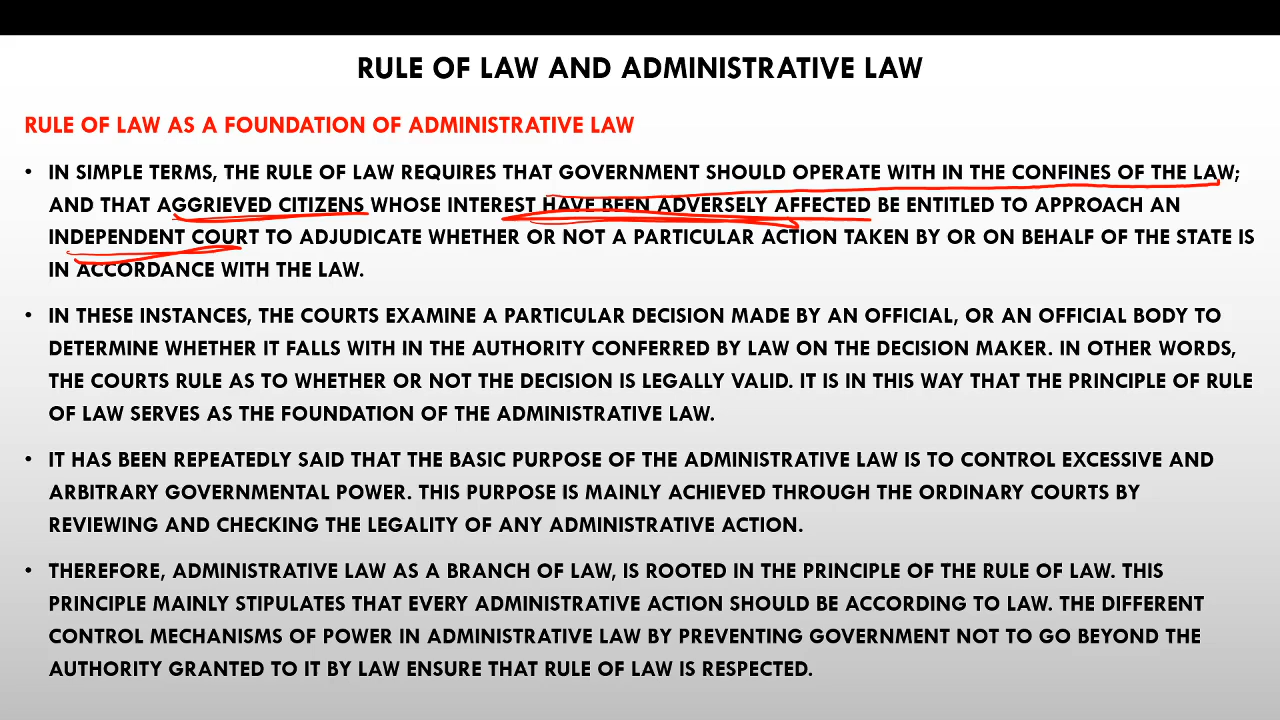 RULE OF LAW AND ADMINISTRATIVE LAW
RULE OF LAW AS A FOUNDATION OF ADMINISTRATIVE LAW
• IN SIMPLE TERMS, THE RULE OF LAW REQUIRES THAT GOVERNMENT SHOULD OPERATE WITH IN THE CONFINES OF THE LAW;
AND THAT AGGRIEVED CITIZENS WHOSE INTEREST HAVE BEEN ADVERSELY AFFECTED BE ENTITLED TO APPROACH AN
INDEPENDENT COURT TO ADJUDICATE WHETHER OR NOT A PARTICULAR ACTION TAKEN BY OR ON BEHALF OF THE STATE IS
IN ACCORDANCE WITH THE LAW.
• IN THESE INSTANCES, THE COURTS EXAMINE A PARTICULAR DECISION MADE BY AN OFFICIAL, OR AN OFFICIAL BODY TO
DETERMINE WHETHER IT FALLS WITH IN THE AUTHORITY CONFERRED BY LAW ON THE DECISION MAKER. IN OTHER WORDS,
THE COURTS RULE AS TO WHETHER OR NOT THE DECISION IS LEGALLY VALID. IT IS IN THIS WAY THAT THE PRINCIPLE OF RULE
OF LAW SERVES AS THE FOUNDATION OF THE ADMINISTRATIVE LAW.
• IT HAS BEEN REPEATEDLY SAID THAT THE BASIC PURPOSE OF THE ADMINISTRATIVE LAW IS TO CONTROL EXCESSIVE AND
ARBITRARY GOVERNMENTAL POWER. THIS PURPOSE IS MAINLY ACHIEVED THROUGH THE ORDINARY COURTS BY
REVIEWING AND CHECKING THE LEGALITY OF ANY ADMINISTRATIVE ACTION.
• THEREFORE, ADMINISTRATIVE LAW AS A BRANCH OF LAW, IS ROOTED IN THE PRINCIPLE OF THE RULE OF LAW. THIS
PRINCIPLE MAINLY STIPULATES THAT EVERY ADMINISTRATIVE ACTION SHOULD BE ACCORDING TO LAW. THE DIFFERENT
CONTROL MECHANISMS OF POWER IN ADMINISTRATIVE LAW BY PREVENTING GOVERNMENT NOT TO GO BEYOND THE
AUTHORITY GRANTED TO IT BY LAW ENSURE THAT RULE OF LAW IS RESPECTED.